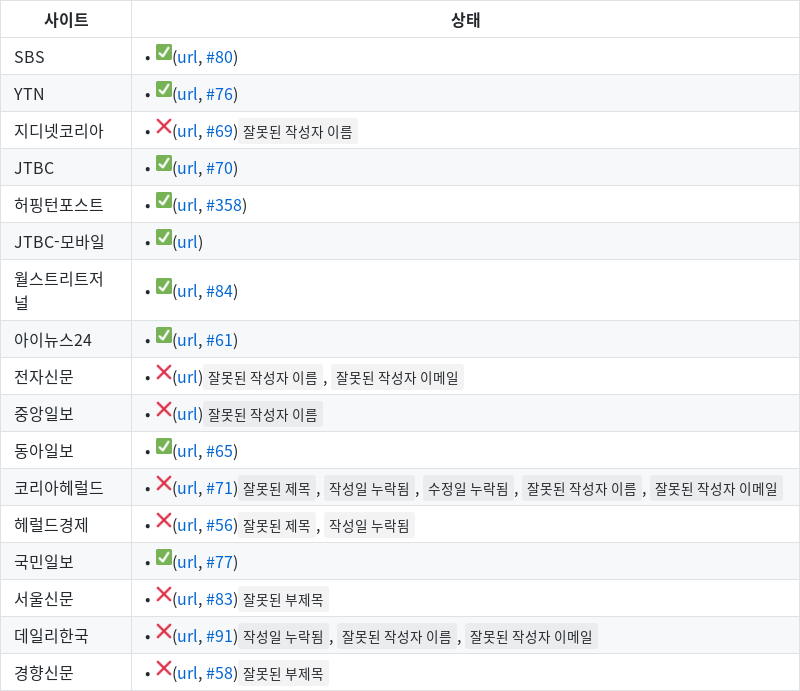 사이트 상태
SBS • ✅(url, #80)
YTN • ✅(url, #76)
지디넷코리아 • ❌(url, #69) 잘못된 작성자 이름
JTBC • ✅(url, #70)
허핑턴포스트 • ✅(url, #358)
JTBC-모바일 • ✅(url)
월스트리트저
널 • ✅(url, #84)
아이뉴스24 • ✅(url, #61)
전자신문 • ❌(url) 잘못된 작성자 이름 , 잘못된 작성자 이메일
중앙일보 • ❌(url) 잘못된 작성자 이름
동아일보 • ✅(url, #65)
코리아헤럴드 • ❌(url, #71) 잘못된 제목 , 작성일 누락됨 , 수정일 누락됨 , 잘못된 작성자 이름 , 잘못된 작성자 이메일
헤럴드경제 • ❌(url, #56) 잘못된 제목 , 작성일 누락됨
국민일보 • ✅(url, #77)
서울신문 • ❌(url, #83) 잘못된 부제목
데일리한국 • ❌(url, #91) 작성일 누락됨 , 잘못된 작성자 이름 , 잘못된 작성자 이메일
경향신문 • ❌(url, #58) 잘못된 부제목